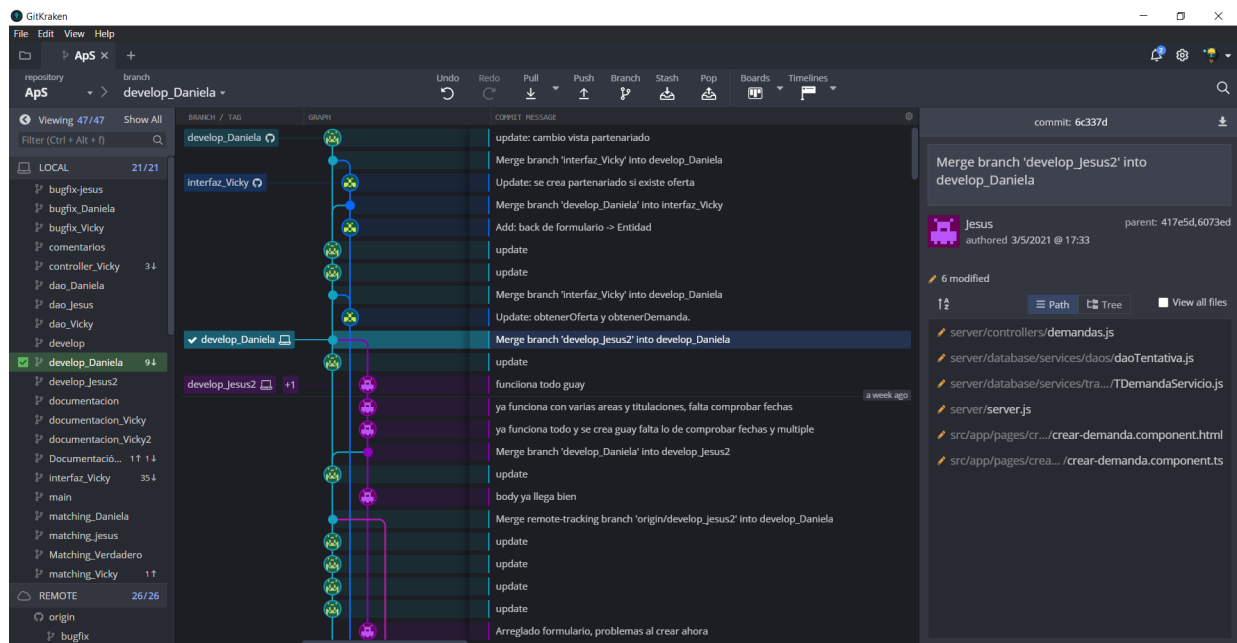 GitKraken
File Edit View Help
ApS
repository
ApS
branch
develop_Daniela
Undo
Redo
Pull
Push
Branch
Stash
Pop
Boards
Timelines
2
Viewing 47/47 Show All
Filter (Ctrl + Alt + f)
LOCAL 21/21
bugfix-jesus
bugfix_Daniela
bugfix_Vicky
comentarios
controller_Vicky 3↓
dao_Daniela
dao_Jesus
dao_Vicky
develop
develop_Daniela 9↓
develop_Jesus2
documentacion
documentacion_Vicky
documentacion_Vicky2
Documentació... 1↑ 1↓
interfaz_Vicky 35↓
main
matching_Daniela
matching_jesus
Matching_Verdadero
matching_Vicky 1↑
REMOTE 26/26
origin
bugfix
BRANCH / TAG GRAPH COMMIT MESSAGE
develop_Daniela update: cambio vista partenariado
Merge branch 'interfaz_Vicky' into develop_Daniela
interfaz_Vicky Update: se crea partenariado si existe oferta
Merge branch 'develop_Daniela' into interfaz_Vicky
Add: back de formulario -> Entidad
update
update
Merge branch 'interfaz_Vicky' into develop_Daniela
Update: obtenerOferta y obtenerDemanda.
develop_Daniela Merge branch 'develop_Jesus2' into develop_Daniela
update
develop_Jesus2 +1 funciiona todo guay
a week ago
ya funciona con varias areas y titulaciones, falta comprobar fechas
ya funciona todo y se crea guay falta lo de comprobar fechas y multiple
Merge branch 'develop_Daniela' into develop_Jesus2
update
body ya llega bien
Merge remote-tracking branch 'origin/develop_jesus2' into develop_Daniela
update
update
update
update
Arreglado formulario, problemas al crear ahora
commit: 6c337d
Merge branch 'develop_Jesus2' into
develop_Daniela
Jesus
authored 3/5/2021 @ 17:33
parent: 417e5d,6073ed
6 modified
Path Tree View all files
server/controllers/demandas.js
server/database/services/daos/daoTentativa.js
server/database/services/tra.../TDemandaServicio.js
server/server.js
src/app/pages/cr.../crear-demanda.component.html
src/app/pages/crea... /crear-demanda.component.ts